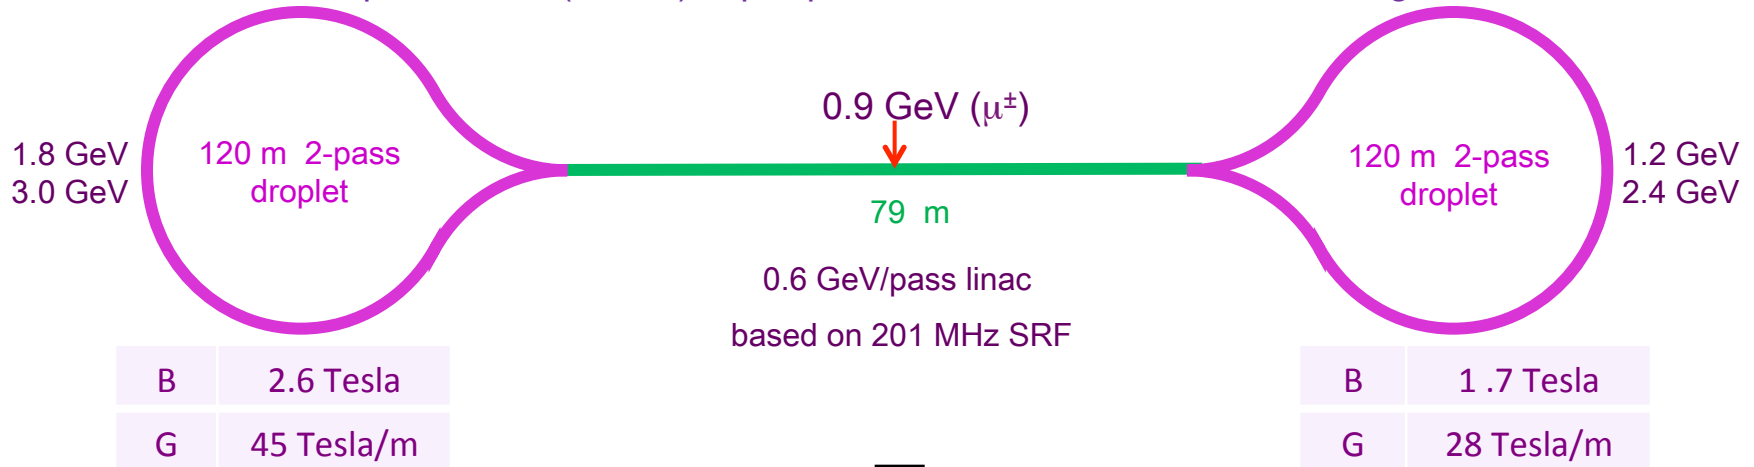 0.9 GeV (μ±)
1.8 GeV
3.0 GeV
120 m 2-pass
droplet
120 m 2-pass
droplet
1.2 GeV
2.4 GeV
79 m
0.6 GeV/pass linac
based on 201 MHz SRF
B 2.6 Tesla
G 45 Tesla/m
B 1 .7 Tesla
G 28 Tesla/m